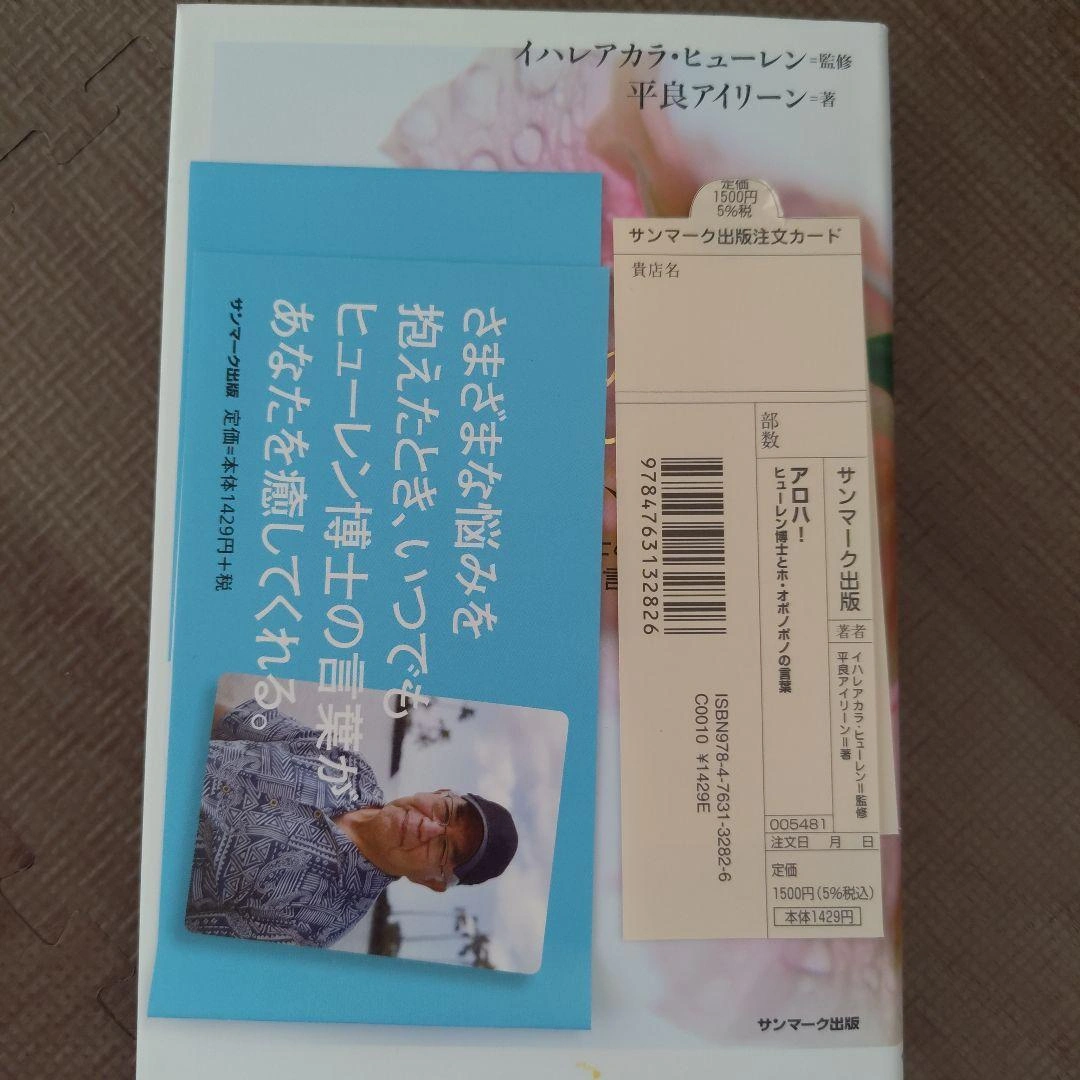 イハレアカラ・ヒューレン=監修
平良アイリーン=著
さまざまな悩みを
抱えたとき、いつでも
ヒューレン博士の言葉が
あなたを癒してくれる。
サンマーク出版 定価=本体1429円+税
定価
1500円
5%税
サンマーク出版注文カード
貴店名
部数
サンマーク出版
著者
イハレアカラ・ヒューレン=監修
平良アイリーン=著
アロハ!
ヒューレン博士とホ・オポノポノの言葉
9784763132826
ISBN978-4-7631-3282-6
C0010 ¥1429E
005481
注文日 月 日
定価
1500円(5%税込)
本体1429円
言
サンマーク出版